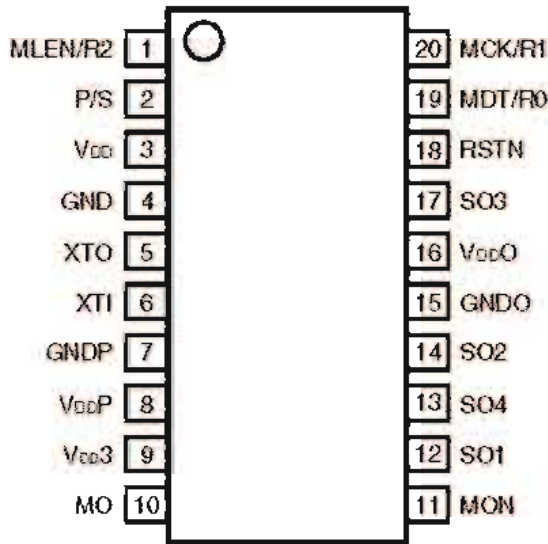 MLEN/R2 1 20 MCK/R1
P/S 2 19 MDT/R0
VDD 3 18 RSTN
GND 4 17 SO3
XTO 5 16 VDDO
XTI 6 15 GNDO
GNDP 7 14 SO2
VDDP 8 13 SO4
VDD3 9 12 SO1
MO 10 11 MON